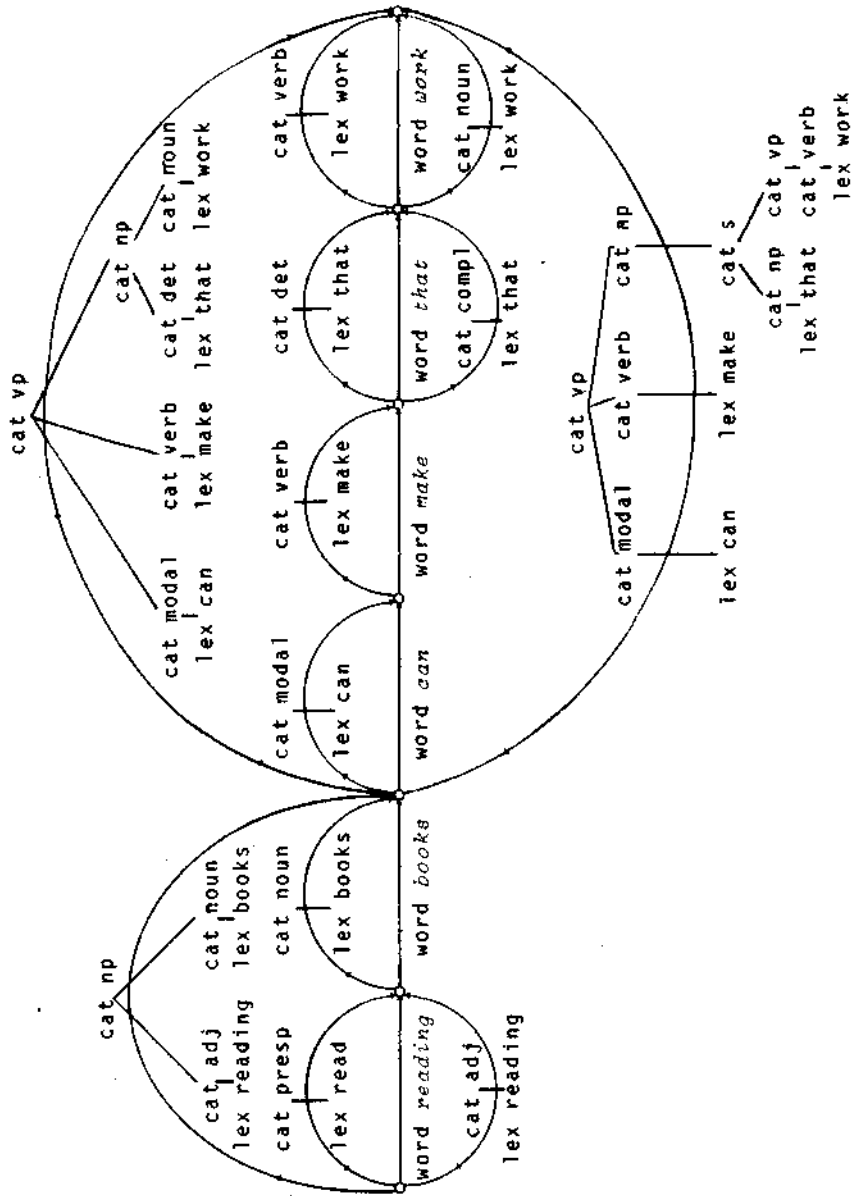 cat vp
cat np cat np
cat modal cat verb cat det cat noun
lex can lex make lex that lex work
cat adj cat noun
lex reading lex books
cat presp cat noun cat modal cat verb cat det cat verb
lex read lex books lex can lex make lex that lex work
word reading word books word can word make word that word work
cat adj cat compl cat noun
lex reading lex that lex work
cat vp
cat modal cat verb cat np
lex can lex make cat s
cat np cat vp
lex that cat verb
lex work